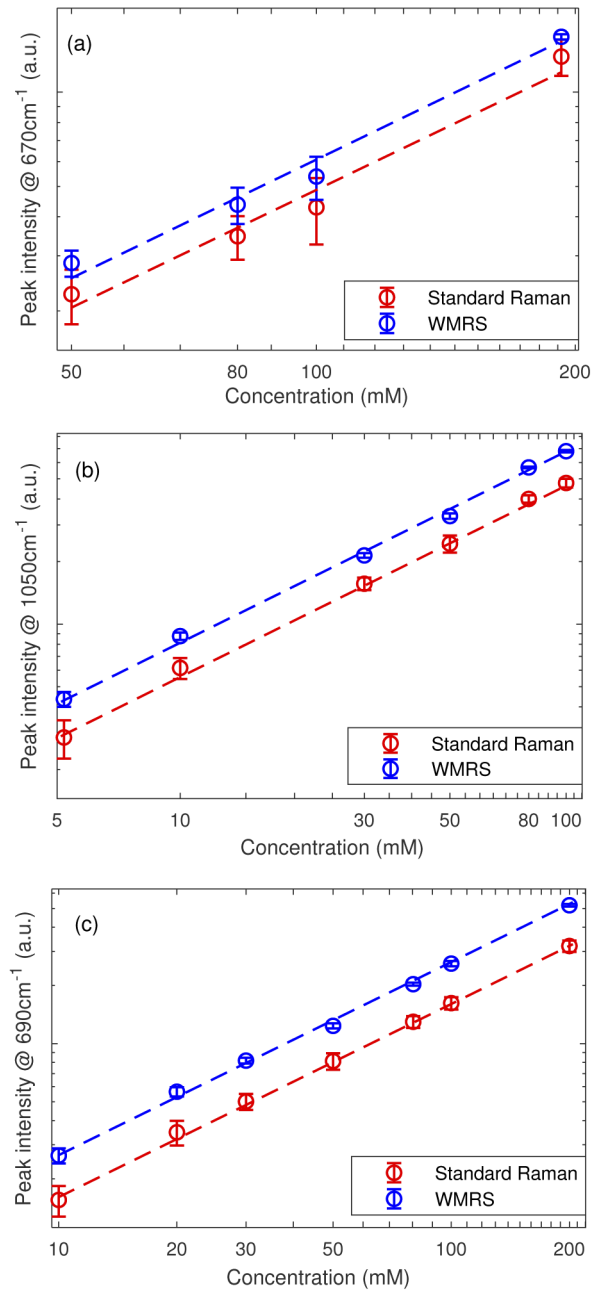 (a)
Peak intensity @ 670cm⁻¹ (a.u.)
Standard Raman
WMRS
50 80 100 200
Concentration (mM)
(b)
Peak intensity @ 1050cm⁻¹ (a.u.)
Standard Raman
WMRS
5 10 30 50 80 100
Concentration (mM)
(c)
Peak intensity @ 690cm⁻¹ (a.u.)
Standard Raman
WMRS
10 20 30 50 100 200
Concentration (mM)